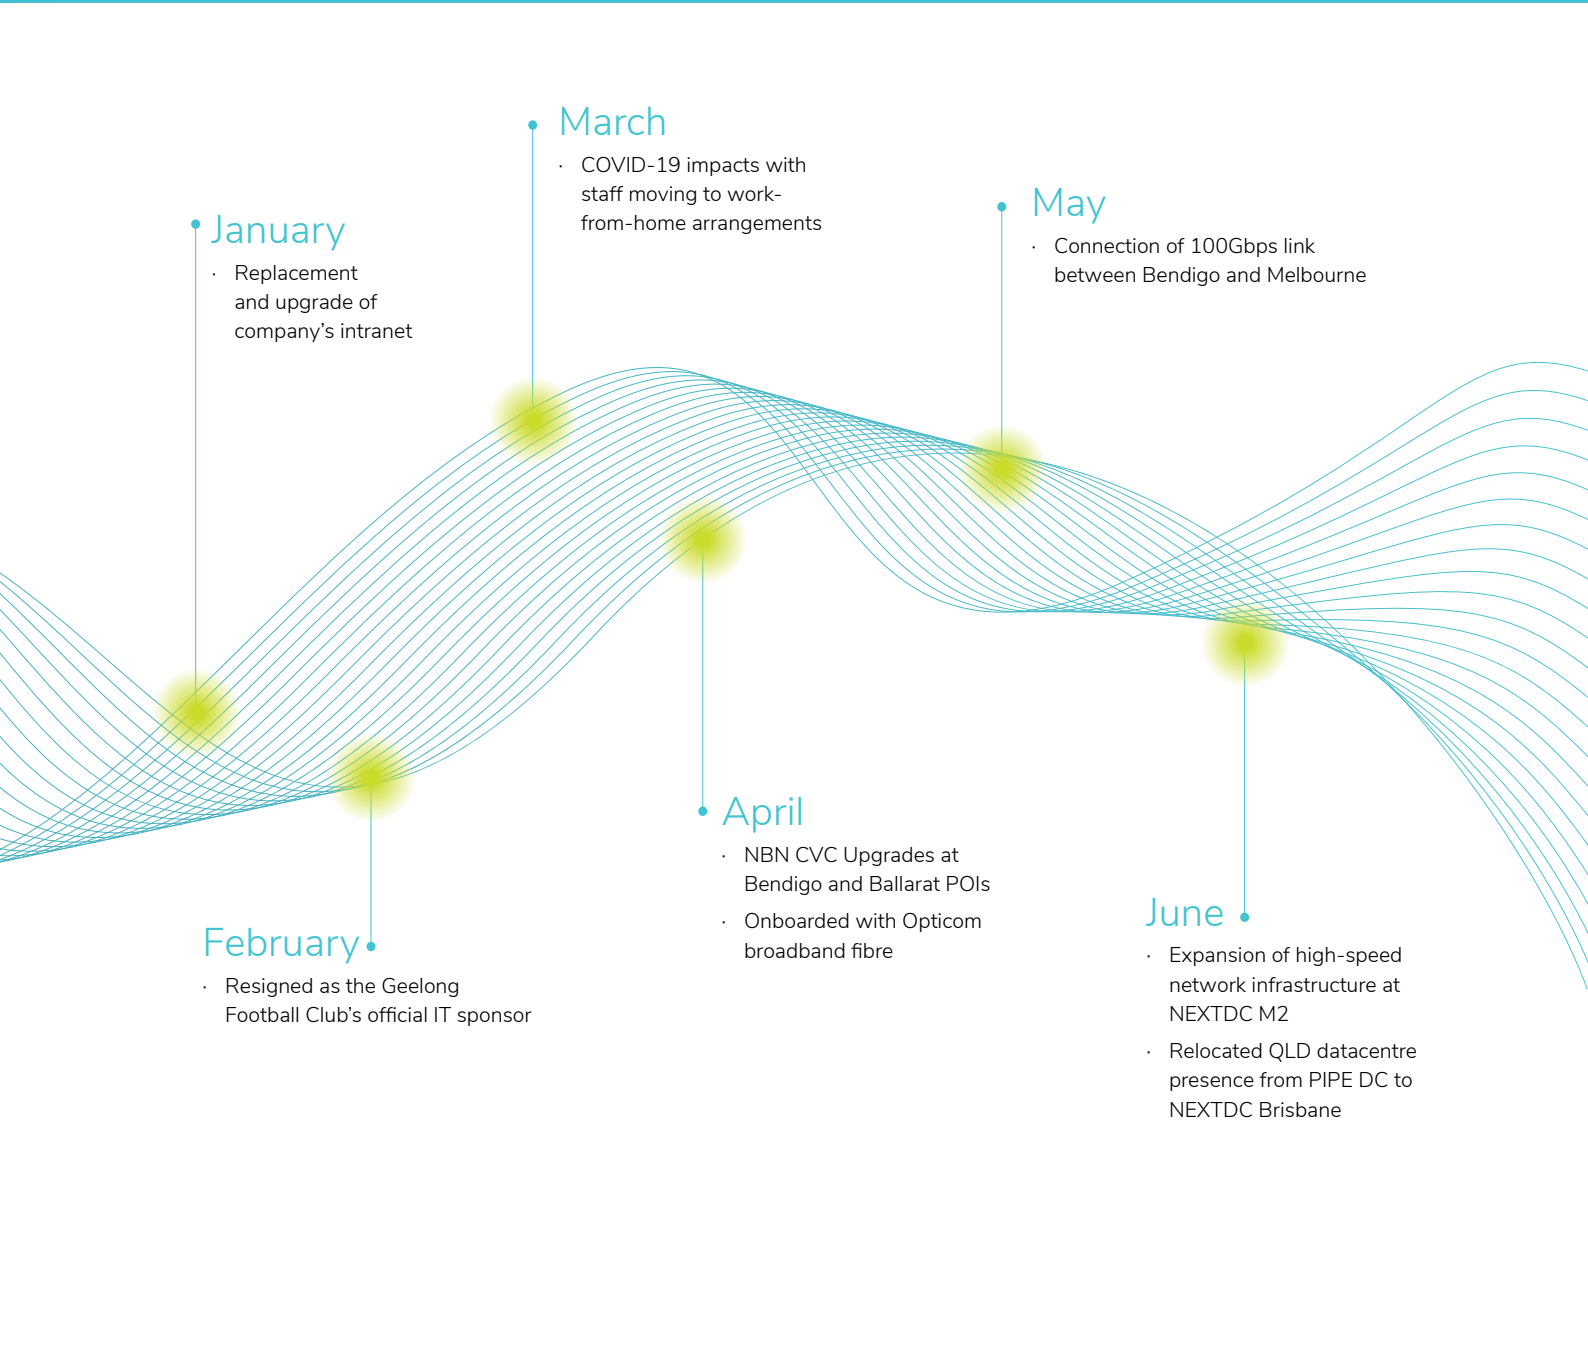 January
· Replacement
and upgrade of
company’s intranet
February
· Resigned as the Geelong
Football Club’s official IT sponsor
March
· COVID-19 impacts with
staff moving to work-
from-home arrangements
April
· NBN CVC Upgrades at
Bendigo and Ballarat POIs
· Onboarded with Opticom
broadband fibre
May
· Connection of 100Gbps link
between Bendigo and Melbourne
June
· Expansion of high-speed
network infrastructure at
NEXTDC M2
· Relocated QLD datacentre
presence from PIPE DC to
NEXTDC Brisbane